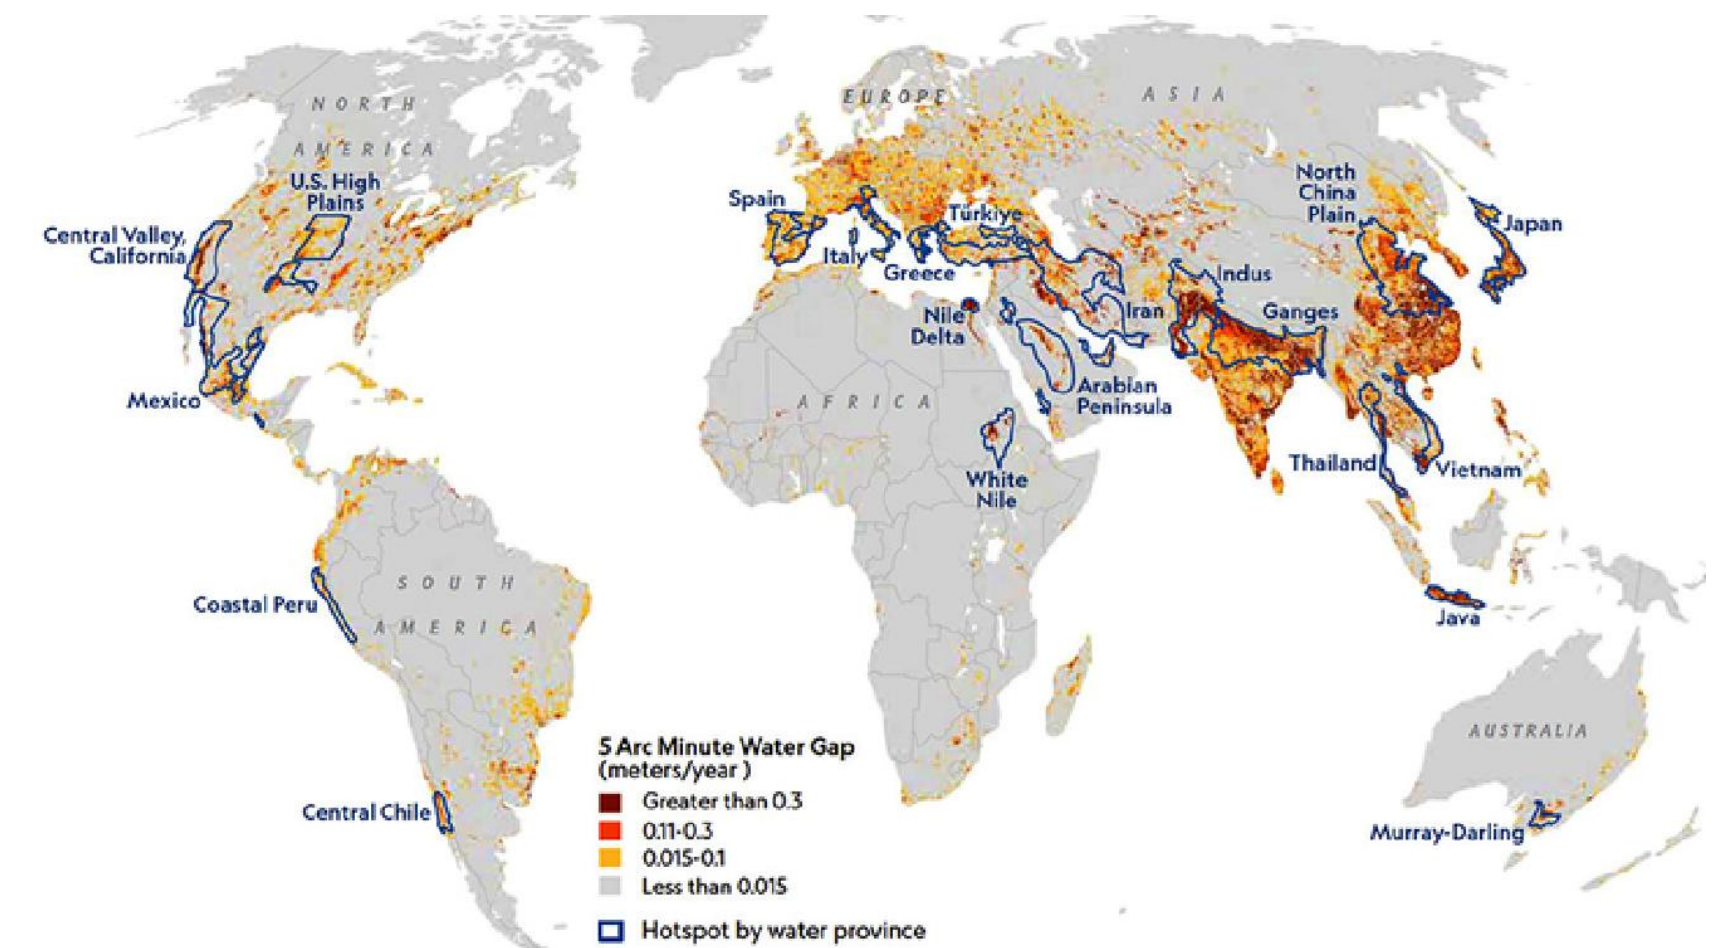 NORTH
AMERICA
EUROPE
ASIA
U.S. High
Plains
Central Valley,
California
Mexico
Spain
Italy
Greece
Türkiye
Nile
Delta
Iran
Indus
Ganges
North
China
Plain
Japan
AFRICA
Arabian
Peninsula
White
Nile
Thailand
Vietnam
SOUTH
AMERICA
Coastal Peru
Java
AUSTRALIA
Central Chile
Murray-Darling
5 Arc Minute Water Gap
(meters/year )
Greater than 0.3
0.11-0.3
0.015-0.1
Less than 0.015
Hotspot by water province